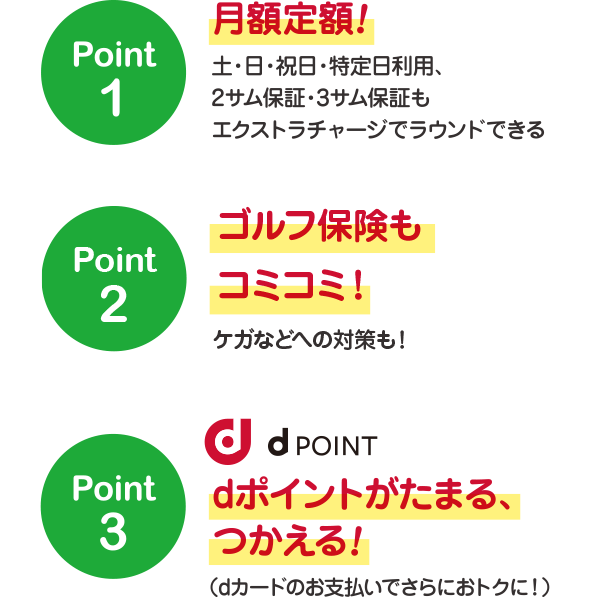 Point
1
月額定額！
土・日・祝日・特定日利用、
2サム保証・3サム保証も
エクストラチャージでラウンドできる
Point
2
ゴルフ保険も
コミコミ！
ケガなどへの対策も！
Point
3
d POINT
dポイントがたまる、
つかえる！
（dカードのお支払いでさらにおトクに！）